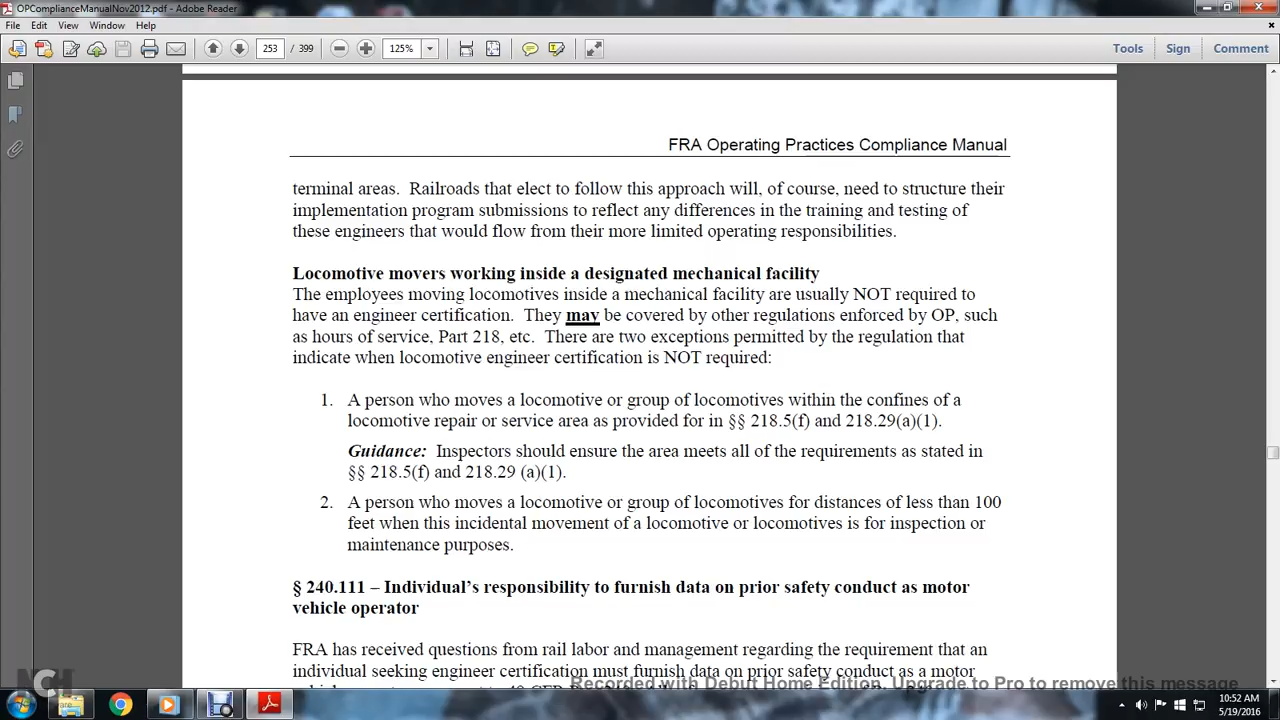 OPComplianceManualNov2012.pdf - Adobe Reader
File Edit View Window Help
253 / 399 125% Tools Sign Comment
FRA Operating Practices Compliance Manual
terminal areas. Railroads that elect to follow this approach will, of course, need to structure their
implementation program submissions to reflect any differences in the training and testing of
these engineers that would flow from their more limited operating responsibilities.
Locomotive movers working inside a designated mechanical facility
The employees moving locomotives inside a mechanical facility are usually NOT required to
have an engineer certification. They may be covered by other regulations enforced by OP, such
as hours of service, Part 218, etc. There are two exceptions permitted by the regulation that
indicate when locomotive engineer certification is NOT required:
1. A person who moves a locomotive or group of locomotives within the confines of a
locomotive repair or service area as provided for in §§ 218.5(f) and 218.29(a)(1).
Guidance: Inspectors should ensure the area meets all of the requirements as stated in
§§ 218.5(f) and 218.29 (a)(1).
2. A person who moves a locomotive or group of locomotives for distances of less than 100
feet when this incidental movement of a locomotive or locomotives is for inspection or
maintenance purposes.
§ 240.111 – Individual's responsibility to furnish data on prior safety conduct as motor
vehicle operator
FRA has received questions from rail labor and management regarding the requirement that an
individual seeking engineer certification must furnish data on prior safety conduct as a motor
Recorded with Debut Home Edition. Upgrade to Pro to remove this message
NCH
10:52 AM
5/19/2016